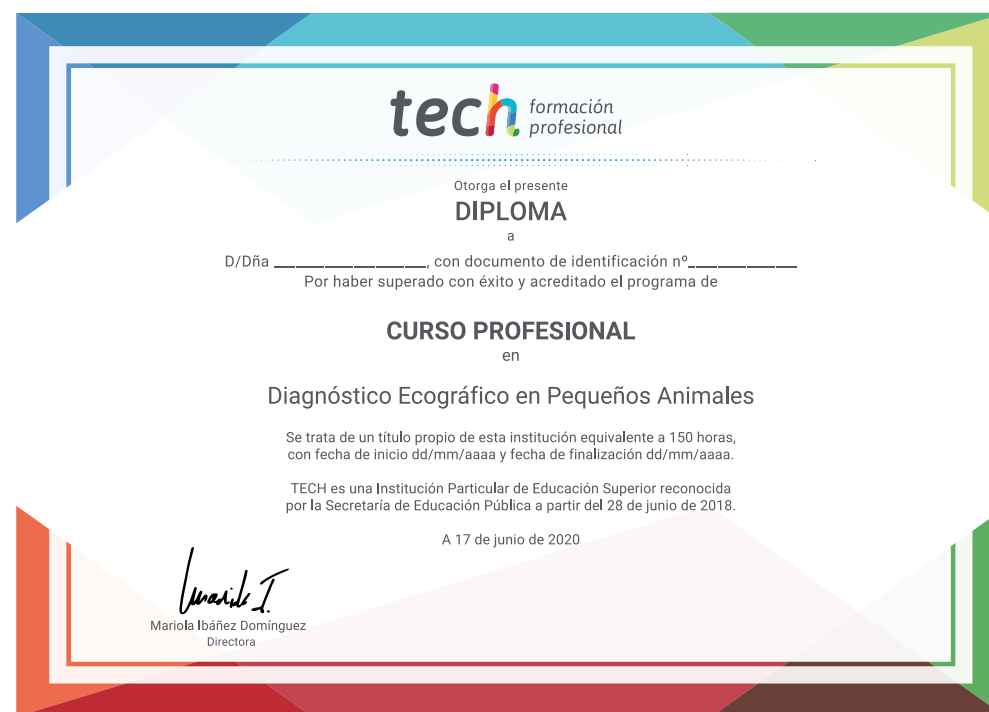 tech formación
profesional
Otorga el presente
DIPLOMA
a
D/Dña ______________, con documento de identificación nº__________
Por haber superado con éxito y acreditado el programa de
CURSO PROFESIONAL
en
Diagnóstico Ecográfico en Pequeños Animales
Se trata de un título propio de esta institución equivalente a 150 horas,
con fecha de inicio dd/mm/aaaa y fecha de finalización dd/mm/aaaa.
TECH es una Institución Particular de Educación Superior reconocida
por la Secretaría de Educación Pública a partir del 28 de junio de 2018.
A 17 de junio de 2020
Mariola Ibáñez Domínguez
Directora